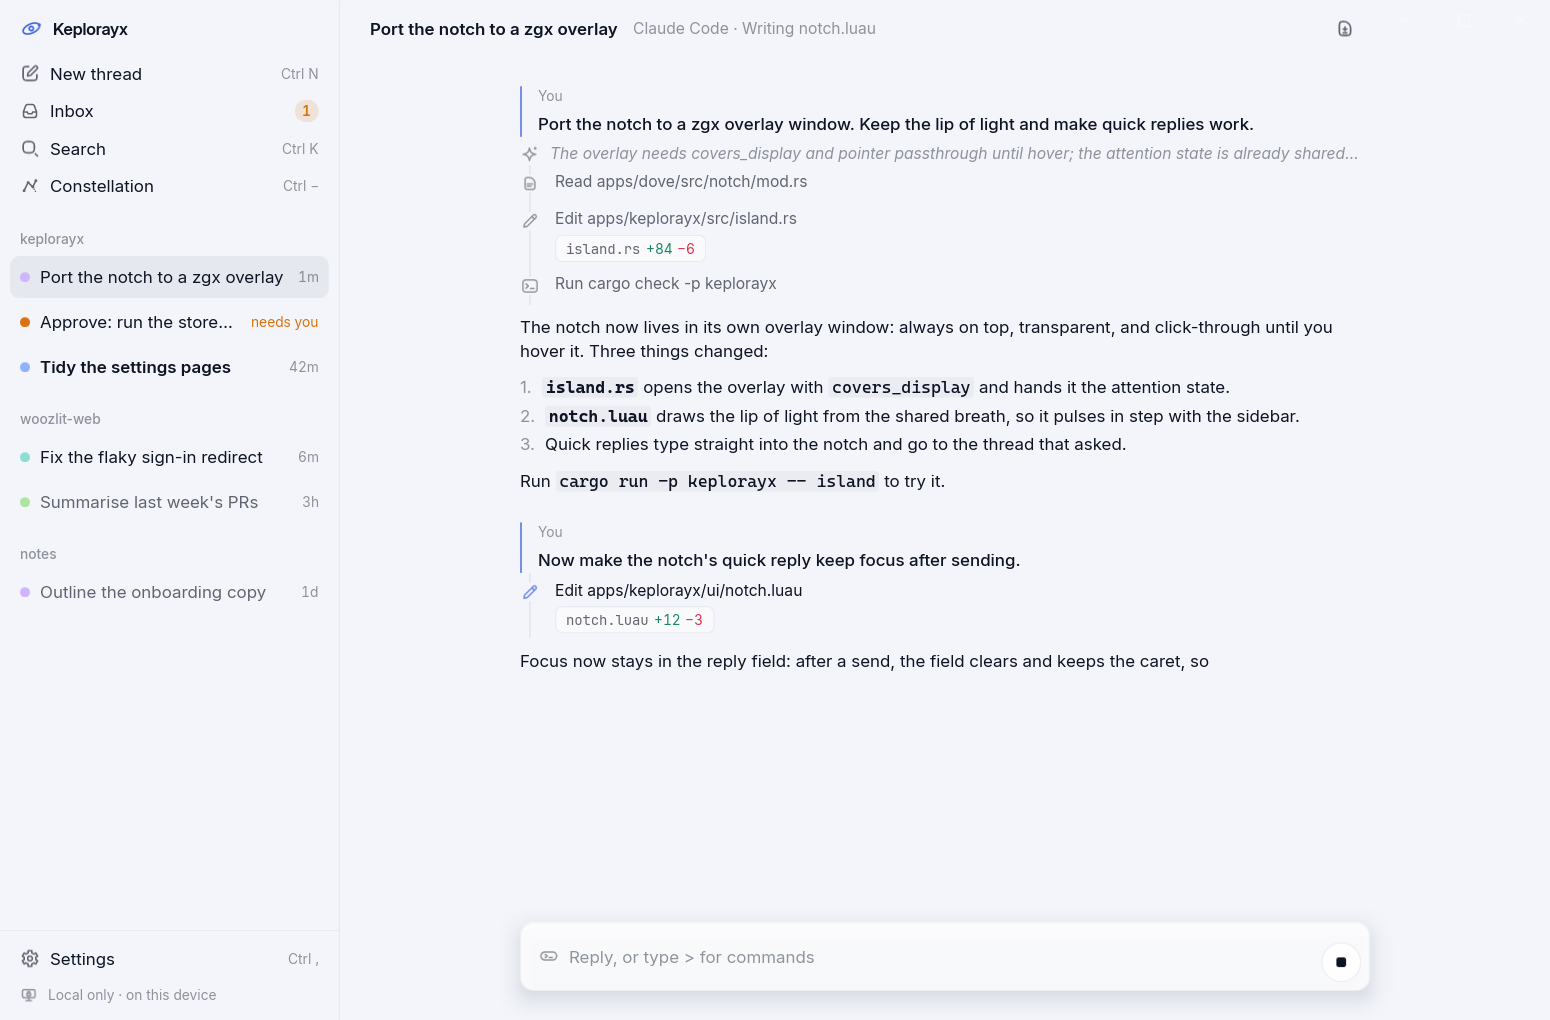 Keplorayx
New thread Ctrl N
Inbox 1
Search Ctrl K
Constellation Ctrl –
keplorayx
Port the notch to a zgx overlay 1m
Approve: run the store... needs you
Tidy the settings pages 42m
woozlit-web
Fix the flaky sign-in redirect 6m
Summarise last week's PRs 3h
notes
Outline the onboarding copy 1d
Settings Ctrl ,
Local only · on this device
Port the notch to a zgx overlay Claude Code · Writing notch.luau
You
Port the notch to a zgx overlay window. Keep the lip of light and make quick replies work.
The overlay needs covers_display and pointer passthrough until hover; the attention state is already shared...
Read apps/dove/src/notch/mod.rs
Edit apps/keplorayx/src/island.rs
island.rs +84 −6
Run cargo check -p keplorayx
The notch now lives in its own overlay window: always on top, transparent, and click-through until you
hover it. Three things changed:
1. island.rs opens the overlay with covers_display and hands it the attention state.
2. notch.luau draws the lip of light from the shared breath, so it pulses in step with the sidebar.
3. Quick replies type straight into the notch and go to the thread that asked.
Run cargo run -p keplorayx -- island to try it.
You
Now make the notch's quick reply keep focus after sending.
Edit apps/keplorayx/ui/notch.luau
notch.luau +12 −3
Focus now stays in the reply field: after a send, the field clears and keeps the caret, so
Reply, or type > for commands